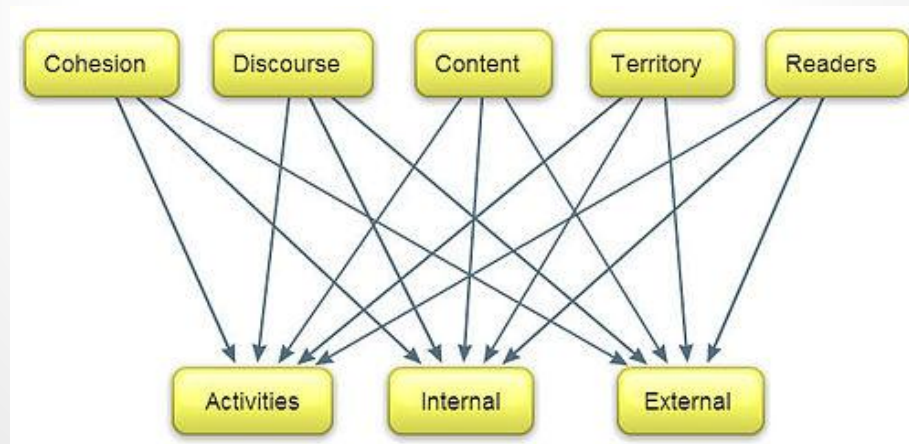 Cohesion Discourse Content Territory Readers
Activities Internal External